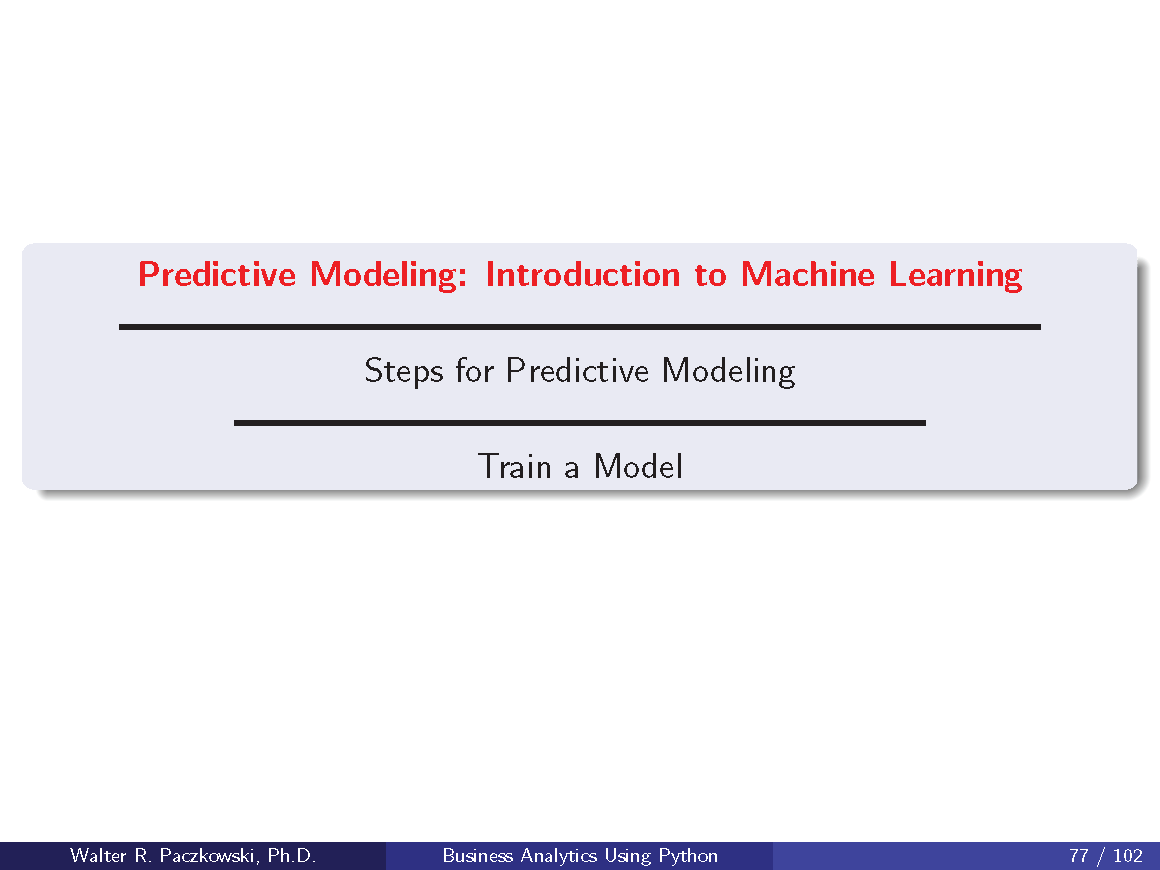 Predictive Modeling: Introduction to Machine Learning
Steps for Predictive Modeling
Train a Model
Walter R. Paczkowski, Ph.D.
Business Analytics Using Python
77 / 102